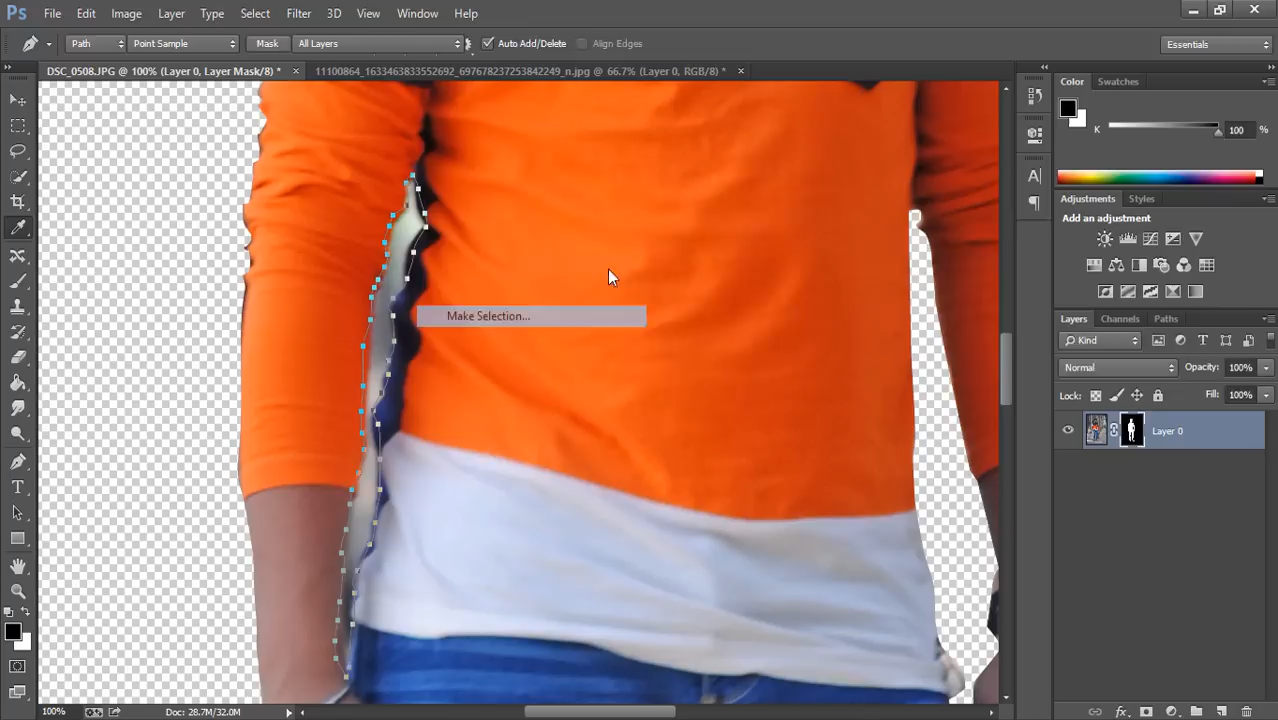 Ps File Edit Image Layer Type Select Filter 3D View Window Help
Path Point Sample Mask All Layers Auto Add/Delete Align Edges Essentials
DSC_0508.JPG @ 100% (Layer 0, Layer Mask/8) * × 11100864_1633463833552692_697678237253842249_n.jpg @ 66.7% (Layer 0, RGB/8) * ×
Color Swatches
K 100 %
Adjustments Styles
Add an adjustment
Make Selection...
Layers Channels Paths
Kind
Normal Opacity: 100%
Lock: Fill: 100%
Layer 0
100% Doc: 28.7M/32.0M